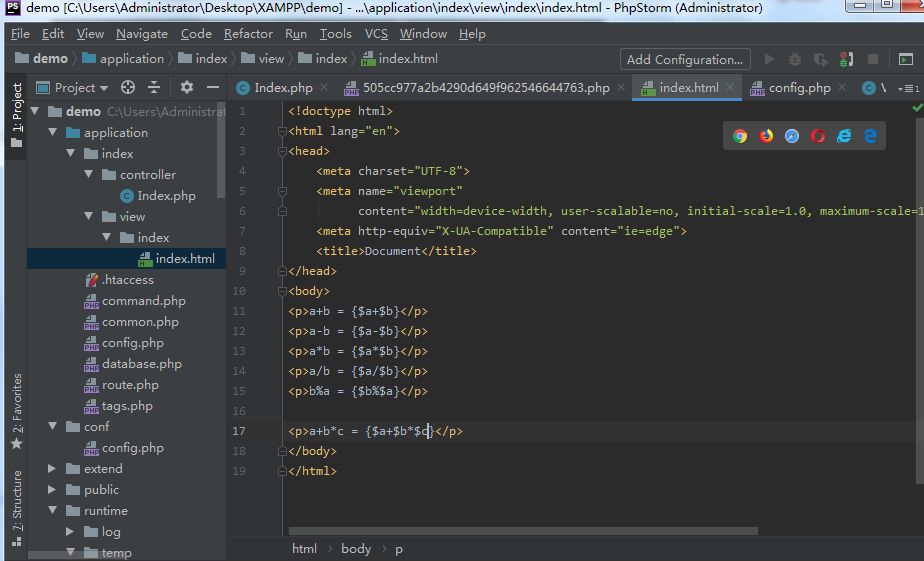 demo [C:\Users\Administrator\Desktop\XAMPP\demo] - ...\application\index\view\index\index.html - PhpStorm (Administrator)
File Edit View Navigate Code Refactor Run Tools VCS Window Help
demo application index view index index.html Add Configuration...
Project Index.php 505cc977a2b4290d649f962546644763.php index.html config.php
1: Project
2: Favorites
7: Structure
demo C:\Users\Administrat
application
index
controller
Index.php
view
index
index.html
.htaccess
command.php
common.php
config.php
database.php
route.php
tags.php
conf
config.php
extend
public
runtime
log
temp
1 <!doctype html>
2 <html lang="en">
3 <head>
4 <meta charset="UTF-8">
5 <meta name="viewport"
6 content="width=device-width, user-scalable=no, initial-scale=1.0, maximum-scale=1
7 <meta http-equiv="X-UA-Compatible" content="ie=edge">
8 <title>Document</title>
9 </head>
10 <body>
11 <p>a+b = {$a+$b}</p>
12 <p>a-b = {$a-$b}</p>
13 <p>a*b = {$a*$b}</p>
14 <p>a/b = {$a/$b}</p>
15 <p>b%a = {$b%$a}</p>
16
17 <p>a+b*c = {$a+$b*$c}</p>
18 </body>
19 </html>
html body p